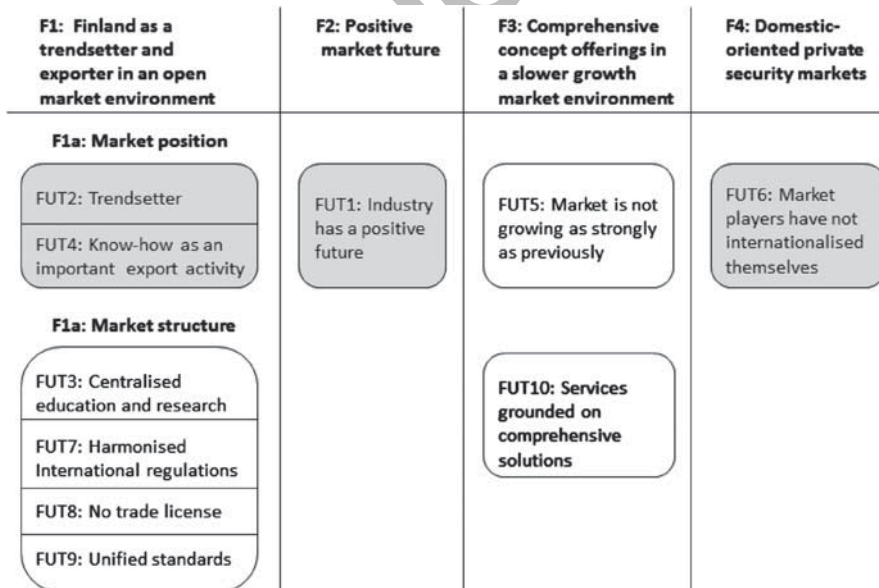 F1: Finland as a
trendsetter and
exporter in an open
market environment
F2: Positive
market future
F3: Comprehensive
concept offerings in
a slower growth
market environment
F4: Domestic-
oriented private
security markets
F1a: Market position
FUT2: Trendsetter
FUT4: Know-how as an
important export activity
FUT1: Industry
has a positive
future
FUT5: Market is not
growing as strongly
as previously
FUT6: Market
players have not
internationalised
themselves
F1a: Market structure
FUT3: Centralised
education and research
FUT7: Harmonised
International regulations
FUT8: No trade license
FUT9: Unified standards
FUT10: Services
grounded on
comprehensive
solutions